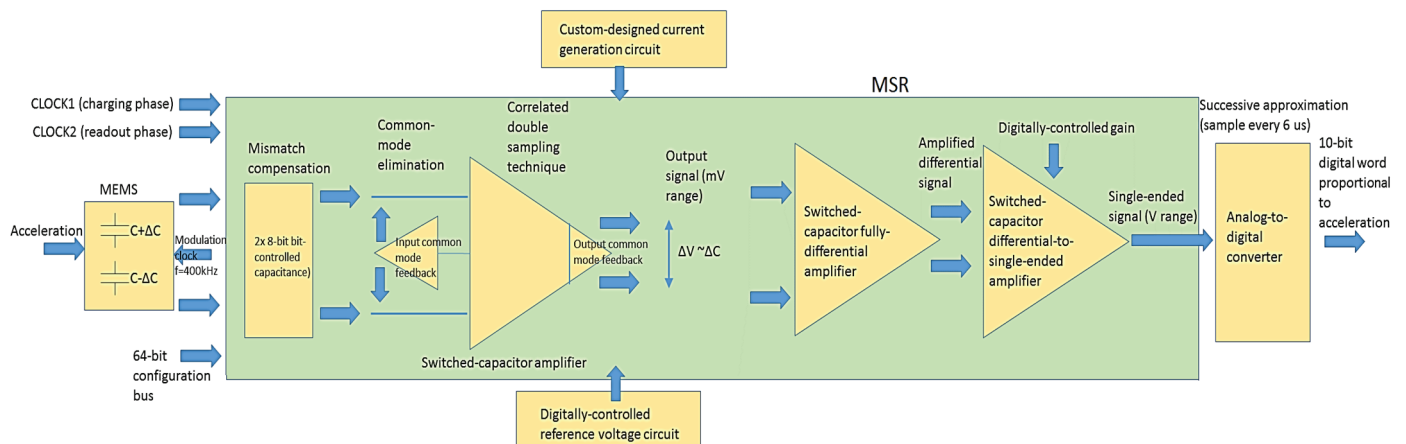 Custom-designed current
generation circuit
MSR
CLOCK1 (charging phase)
CLOCK2 (readout phase)
Mismatch
compensation
Common-
mode
elimination
Correlated
double
sampling
technique
Output
signal (mV
range)
Amplified
differential
signal
Digitally-controlled gain
Successive approximation
(sample every 6 us)
10-bit
digital word
proportional
to
acceleration
MEMS
Acceleration
C+ΔC
C-ΔC
Modulation
clock
f=400kHz
2x 8-bit bit-
controlled
capacitance)
Input common
mode
feedback
Output common
mode feedback
ΔV ~ΔC
Switched-
capacitor fully-
differential
amplifier
Switched-
capacitor
differential-to-
single-ended
amplifier
Single-ended
signal (V range)
Analog-to-
digital
converter
64-bit
configuration
bus
Switched-capacitor amplifier
Digitally-controlled
reference voltage circuit